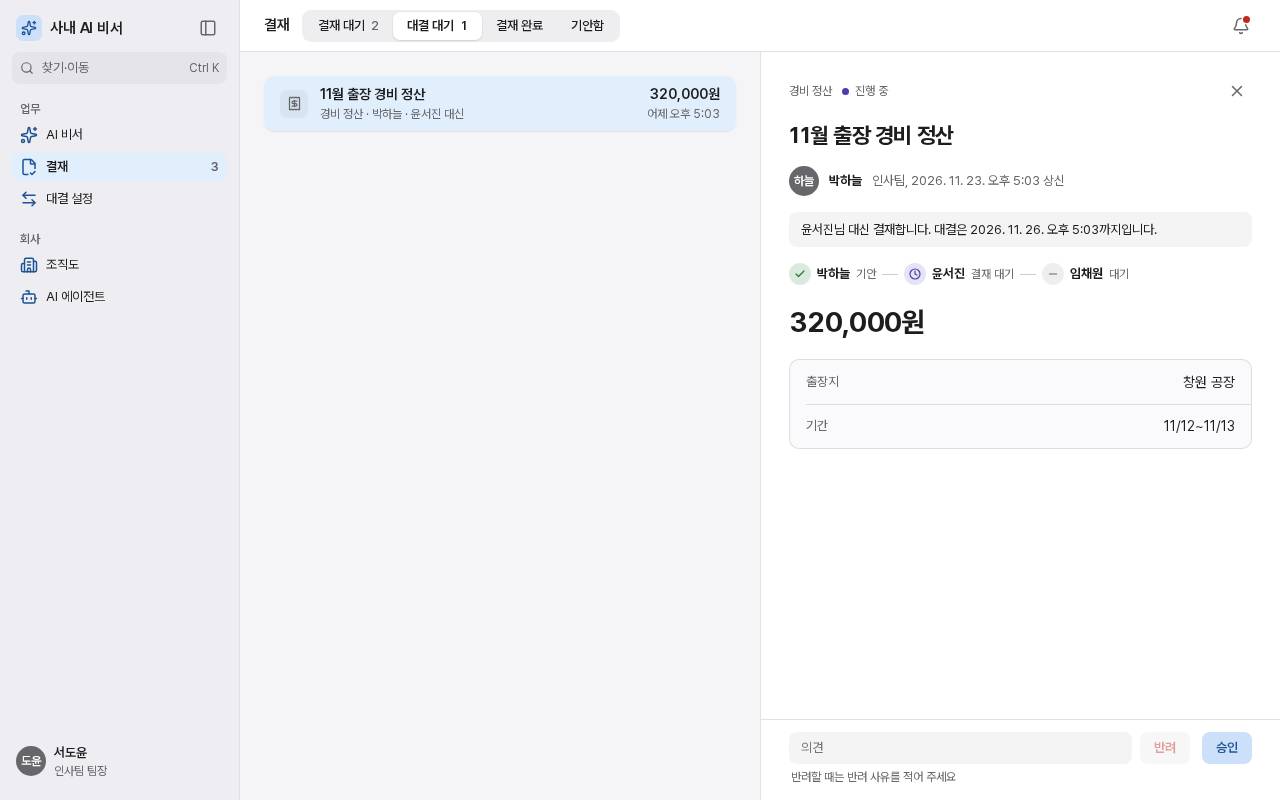 사내 AI 비서
찾기·이동 Ctrl K
업무
AI 비서
결재 3
대결 설정
회사
조직도
AI 에이전트
도윤
서도윤
인사팀 팀장
결재
결재 대기 2
대결 대기 1
결재 완료
기안함
11월 출장 경비 정산 320,000원
경비 정산 · 박하늘 · 윤서진 대신 어제 오후 5:03
경비 정산 진행 중
11월 출장 경비 정산
하늘 박하늘 인사팀, 2026. 11. 23. 오후 5:03 상신
윤서진님 대신 결재합니다. 대결은 2026. 11. 26. 오후 5:03까지입니다.
박하늘 기안 윤서진 결재 대기 임채원 대기
320,000원
출장지 창원 공장
기간 11/12~11/13
의견
반려
승인
반려할 때는 반려 사유를 적어 주세요